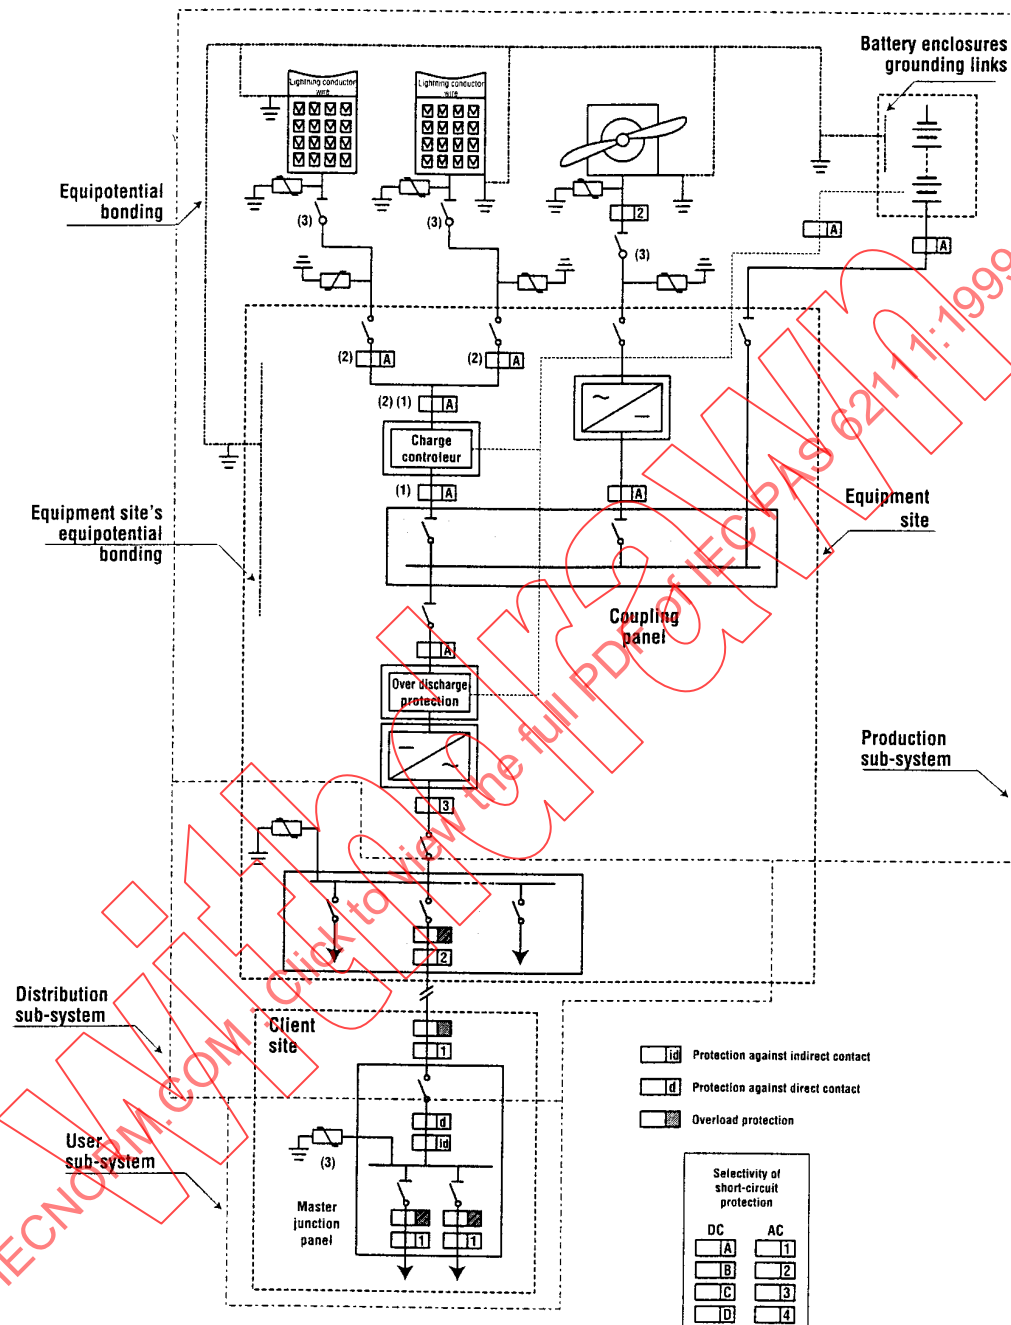 Battery enclosures
grounding links
Lightning conductor
wire
Lightning conductor
wire
Equipotential
bonding
(3)
(3)
2
(3)
A
A
(2)
A
(2)
A
(2) (1)
A
Charge
controleur
(1)
A
A
~
—
Equipment site's
equipotential
bonding
Equipment
site
Coupling
panel
A
Over discharge
protection
—
~
3
Production
sub-system
2
Distribution
sub-system
Client
site
1
d
id
(3)
User
sub-system
Master
junction
panel
1
1
id
Protection against indirect contact
d
Protection against direct contact
Overload protection
Selectivity of
short-circuit
protection
DC AC
A 1
B 2
C 3
D 4
withdrawn
IECNORM.COM : Click to view the full PDF of IEC PAS 62111:1999